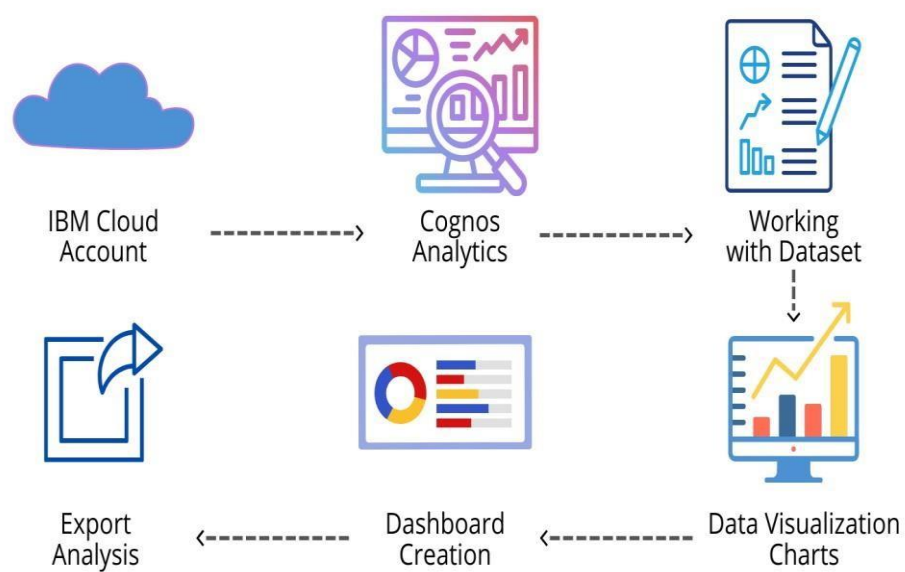 IBM Cloud
Account
Cognos
Analytics
Working
with Dataset
Data Visualization
Charts
Dashboard
Creation
Export
Analysis